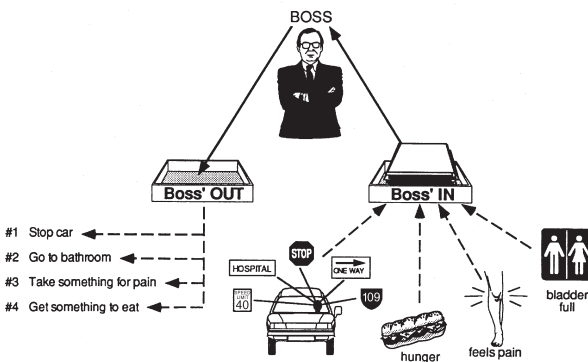 BOSS
Boss' OUT
Boss' IN
#1 Stop car
#2 Go to bathroom
#3 Take something for pain
#4 Get something to eat
STOP
HOSPITAL
ONE WAY
SPEED
LIMIT
40
109
bladder
full
hunger
feels pain